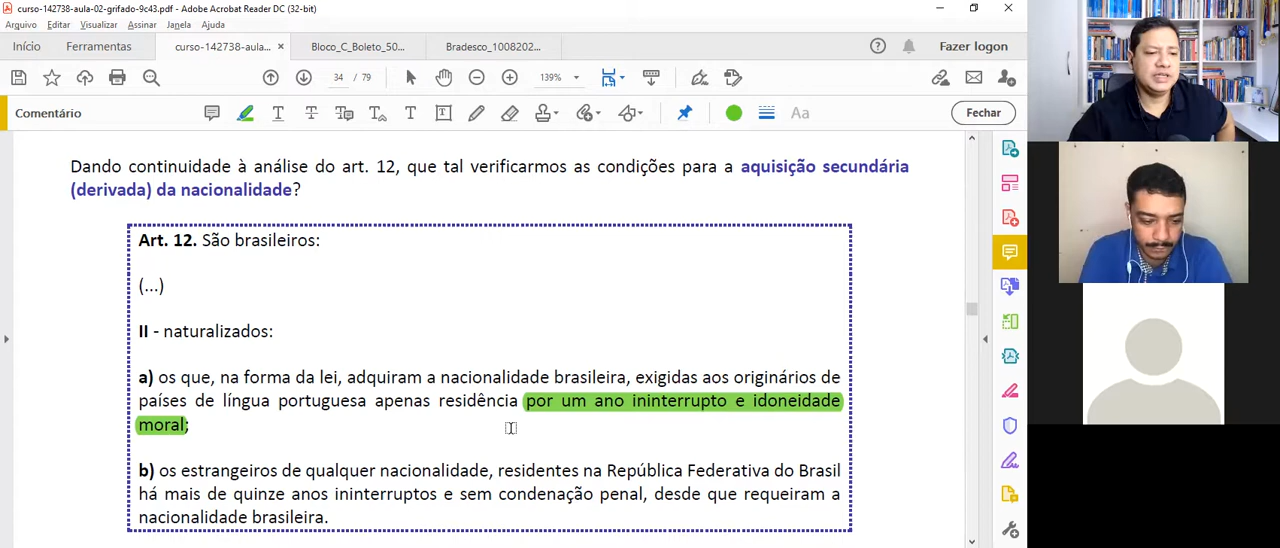 curso-142738-aula-02-grifado-9c43.pdf - Adobe Acrobat Reader DC (32-bit)
Arquivo Editar Visualizar Assinar Janela Ajuda
Início Ferramentas curso-142738-aula-... × Bloco_C_Boleto_50... Bradesco_1008202... Fazer logon
34 / 79 139%
Comentário T T T T T Aa Fechar
Dando continuidade à análise do art. 12, que tal verificarmos as condições para a aquisição secundária
(derivada) da nacionalidade?
Art. 12. São brasileiros:
(...)
II - naturalizados:
a) os que, na forma da lei, adquiram a nacionalidade brasileira, exigidas aos originários de
países de língua portuguesa apenas residência por um ano ininterrupto e idoneidade
moral;
b) os estrangeiros de qualquer nacionalidade, residentes na República Federativa do Brasil
há mais de quinze anos ininterruptos e sem condenação penal, desde que requeiram a
nacionalidade brasileira.